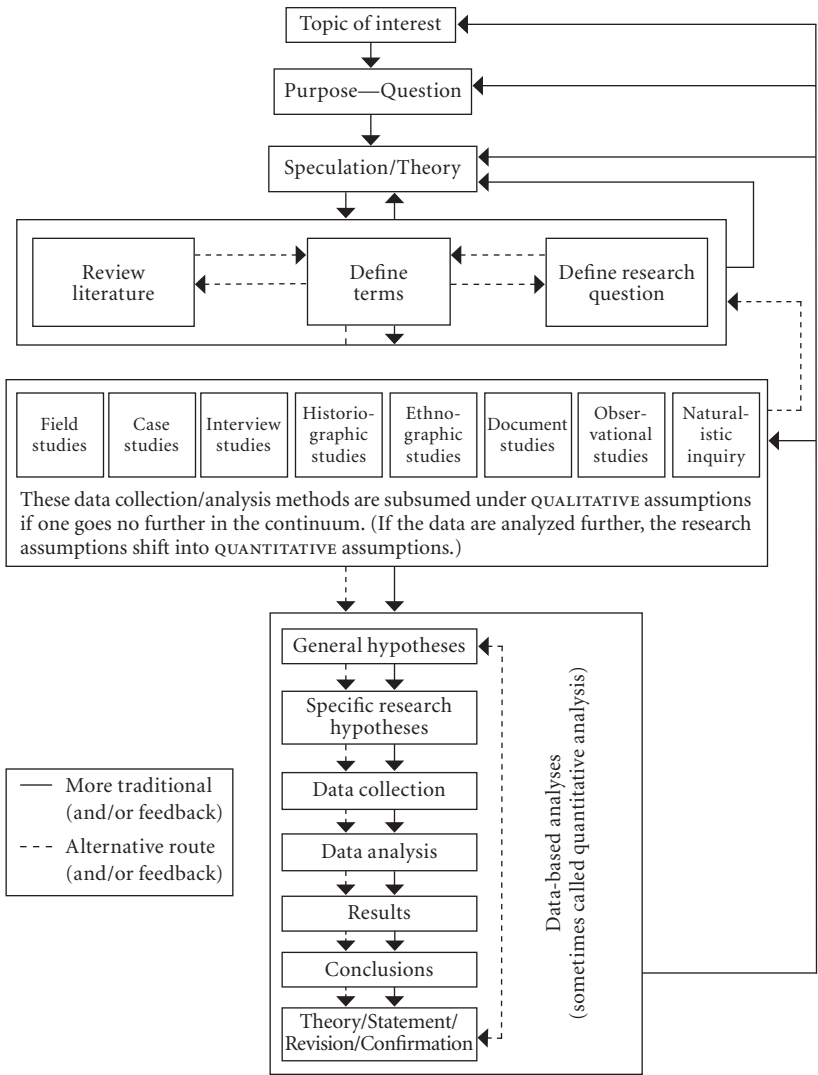 Topic of interest
Purpose—Question
Speculation/Theory
Review
literature
Define
terms
Define research
question
Field
studies
Case
studies
Interview
studies
Historio-
graphic
studies
Ethno-
graphic
studies
Document
studies
Obser-
vational
studies
Natural-
istic
inquiry
These data collection/analysis methods are subsumed under QUALITATIVE assumptions
if one goes no further in the continuum. (If the data are analyzed further, the research
assumptions shift into QUANTITATIVE assumptions.)
General hypotheses
Specific research
hypotheses
Data collection
Data analysis
Results
Conclusions
Theory/Statement/
Revision/Confirmation
Data-based analyses
(sometimes called quantitative analysis)
More traditional
(and/or feedback)
Alternative route
(and/or feedback)